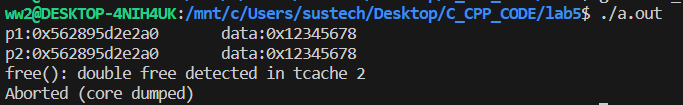 ww2@DESKTOP-4NIH4UK:/mnt/c/Users/sustech/Desktop/C_CPP_CODE/lab5$ ./a.out
p1:0x562895d2e2a0       data:0x12345678
p2:0x562895d2e2a0       data:0x12345678
free(): double free detected in tcache 2
Aborted (core dumped)